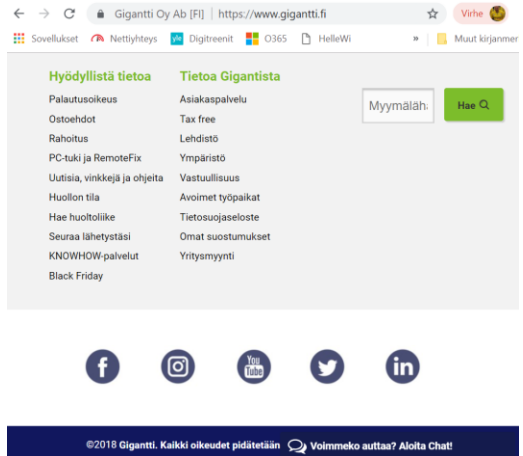 Gigantti Oy Ab [FI] | https://www.gigantti.fi
Virhe
Sovellukset Nettiyhteys yle Digitreenit O365 HelleWi » Muut kirjanmer
Hyödyllistä tietoa
Palautusoikeus
Ostoehdot
Rahoitus
PC-tuki ja RemoteFix
Uutisia, vinkkejä ja ohjeita
Huollon tila
Hae huoltoliike
Seuraa lähetystäsi
KNOWHOW-palvelut
Black Friday
Tietoa Gigantista
Asiakaspalvelu
Tax free
Lehdistö
Ympäristö
Vastuullisuus
Avoimet työpaikat
Tietosuojaseloste
Omat suostumukset
Yritysmyynti
Myymäläh
Hae
f You Tube in
©2018 Gigantti. Kaikki oikeudet pidätetään Voimmeko auttaa? Aloita Chat!